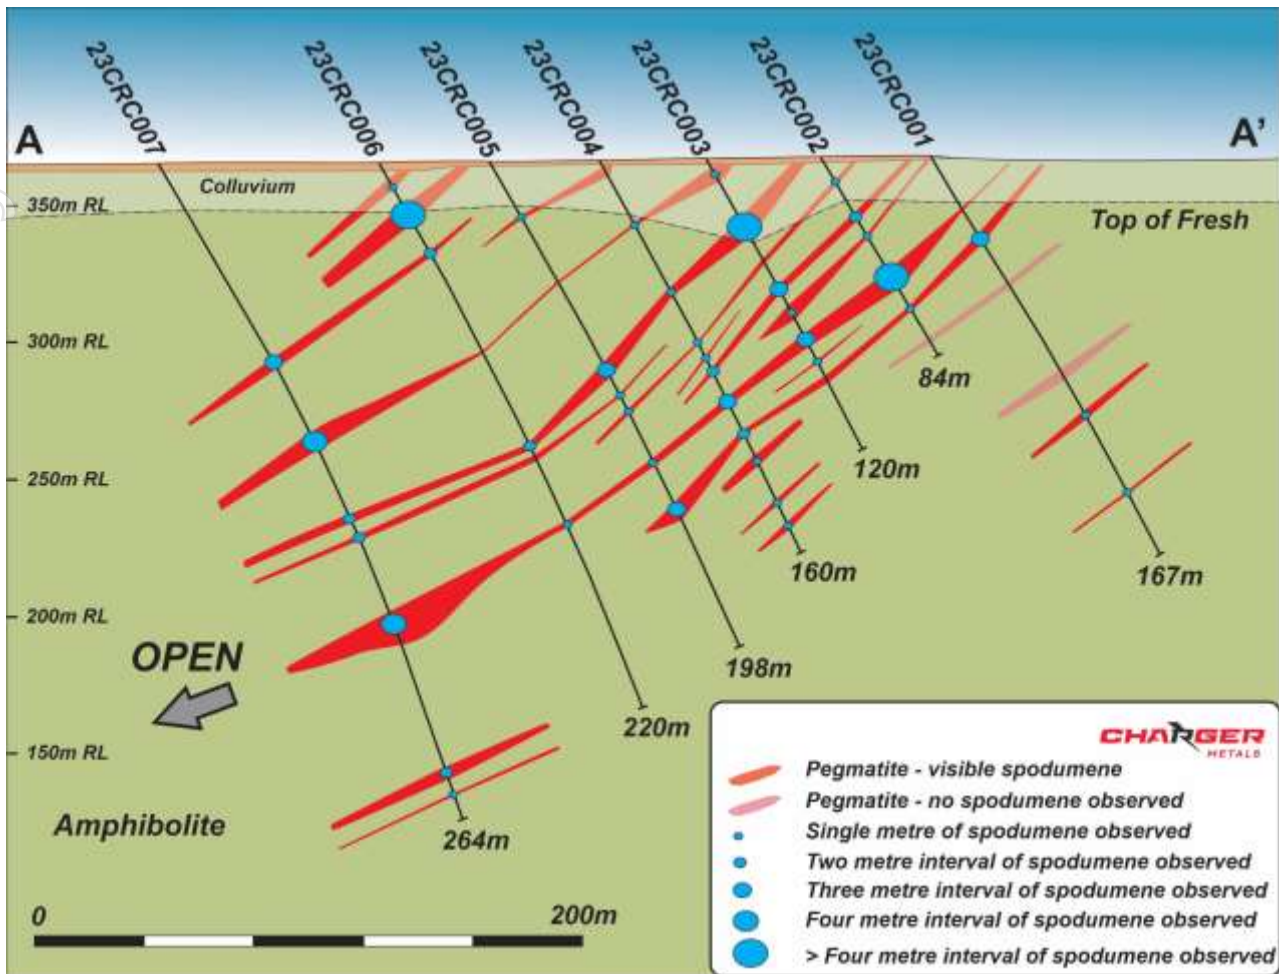 23CRC007
23CRC006
23CRC005
23CRC004
23CRC003
23CRC002
23CRC001
A
A'
Colluvium
350m RL
Top of Fresh
300m RL
84m
250m RL
120m
160m
167m
200m RL
OPEN
198m
220m
150m RL
Amphibolite
264m
0
200m
CHARGER
METALS
Pegmatite - visible spodumene
Pegmatite - no spodumene observed
Single metre of spodumene observed
Two metre interval of spodumene observed
Three metre interval of spodumene observed
Four metre interval of spodumene observed
> Four metre interval of spodumene observed